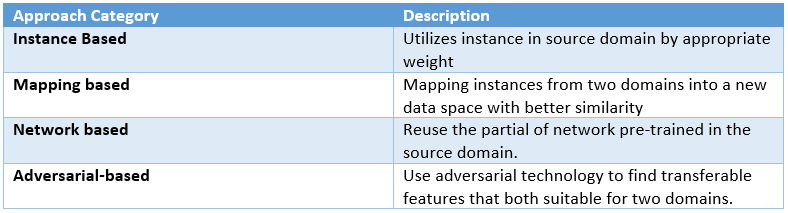 Approach Category Description
Instance Based Utilizes instance in source domain by appropriate
weight
Mapping based Mapping instances from two domains into a new
data space with better similarity
Network based Reuse the partial of network pre-trained in the
source domain.
Adversarial-based Use adversarial technology to find transferable
features that both suitable for two domains.